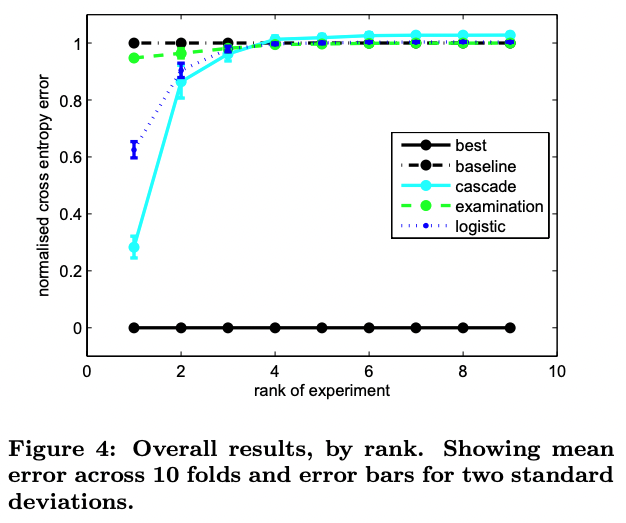 1
0.8
0.6
0.4
0.2
0
normalised cross entropy error
best
baseline
cascade
examination
logistic
0 2 4 6 8 10
rank of experiment
Figure 4: Overall results, by rank. Showing mean
error across 10 folds and error bars for two standard
deviations.